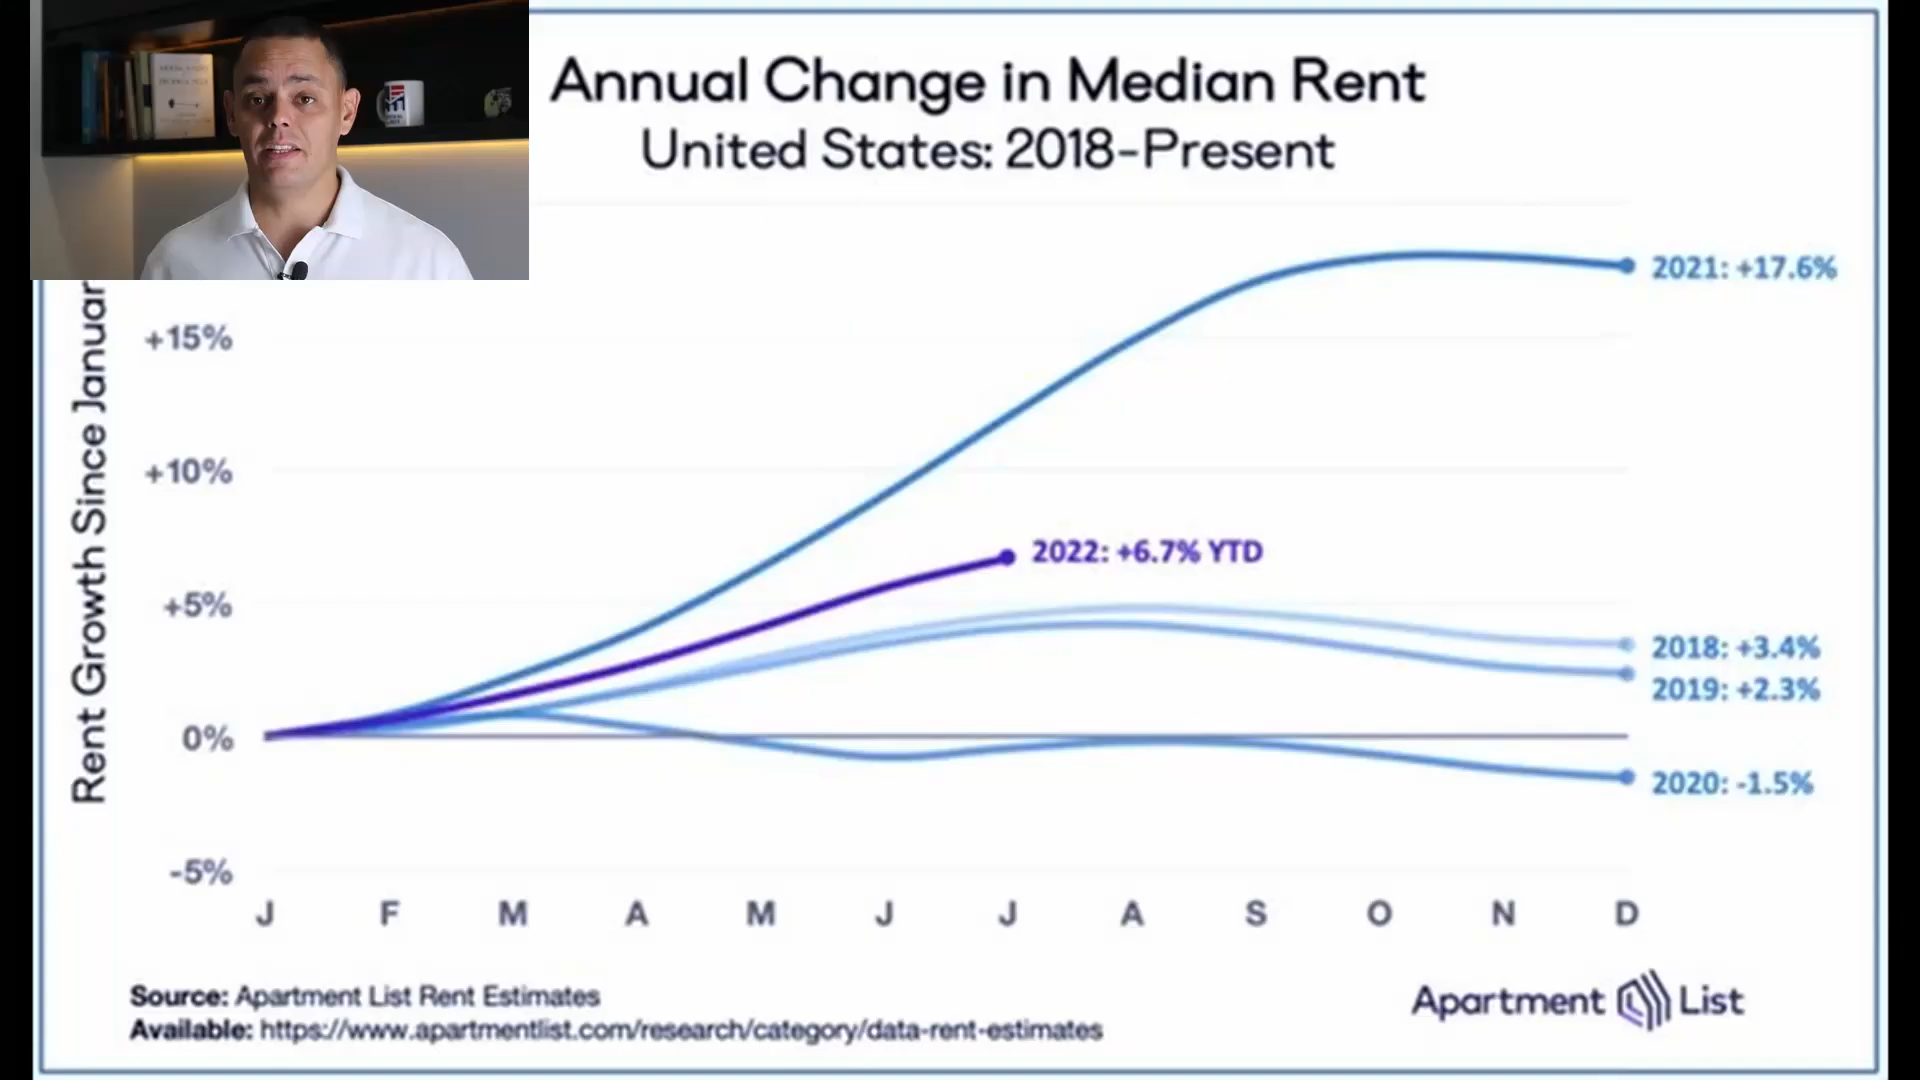 Annual Change in Median Rent
United States: 2018-Present
Rent Growth Since Januar
+15%
+10%
+5%
0%
-5%
2021: +17.6%
2022: +6.7% YTD
2018: +3.4%
2019: +2.3%
2020: -1.5%
J F M A M J J A S O N D
Source: Apartment List Rent Estimates
Available: https://www.apartmentlist.com/research/category/data-rent-estimates
Apartment List